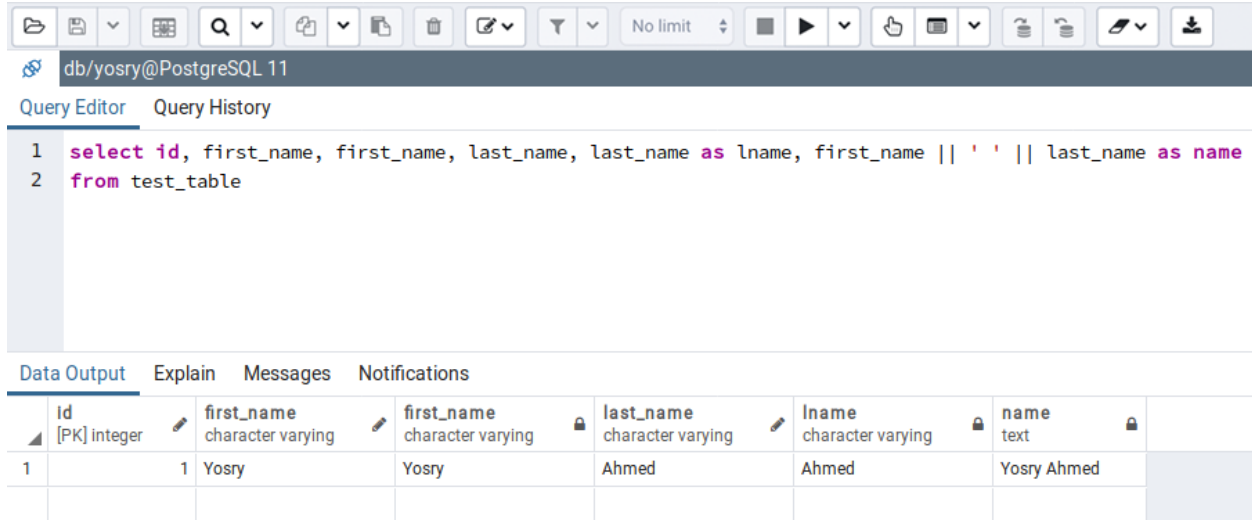 No limit
db/yosry@PostgreSQL 11
Query Editor Query History
1 select id, first_name, first_name, last_name, last_name as lname, first_name || ' ' || last_name as name
2 from test_table
Data Output Explain Messages Notifications
id first_name first_name last_name lname name
[PK] integer character varying character varying character varying character varying text
1 1 Yosry Yosry Ahmed Ahmed Yosry Ahmed